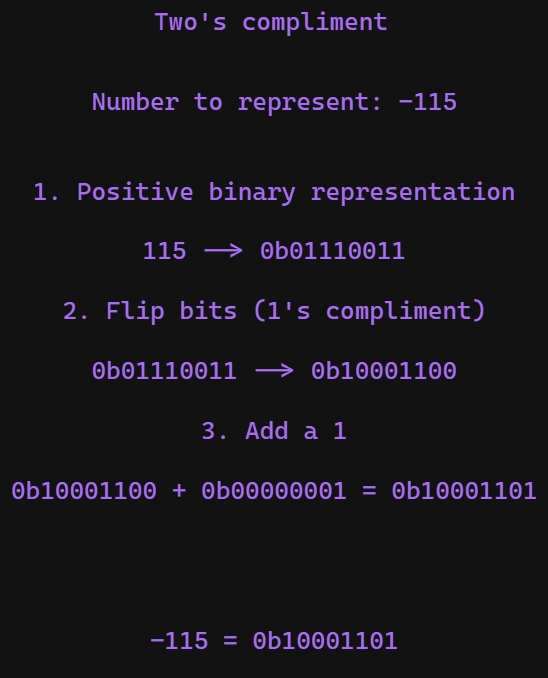 Two's compliment
Number to represent: −115
1. Positive binary representation
115 ⟶ 0b01110011
2. Flip bits (1's compliment)
0b01110011 ⟶ 0b10001100
3. Add a 1
0b10001100 + 0b00000001 = 0b10001101
−115 = 0b10001101